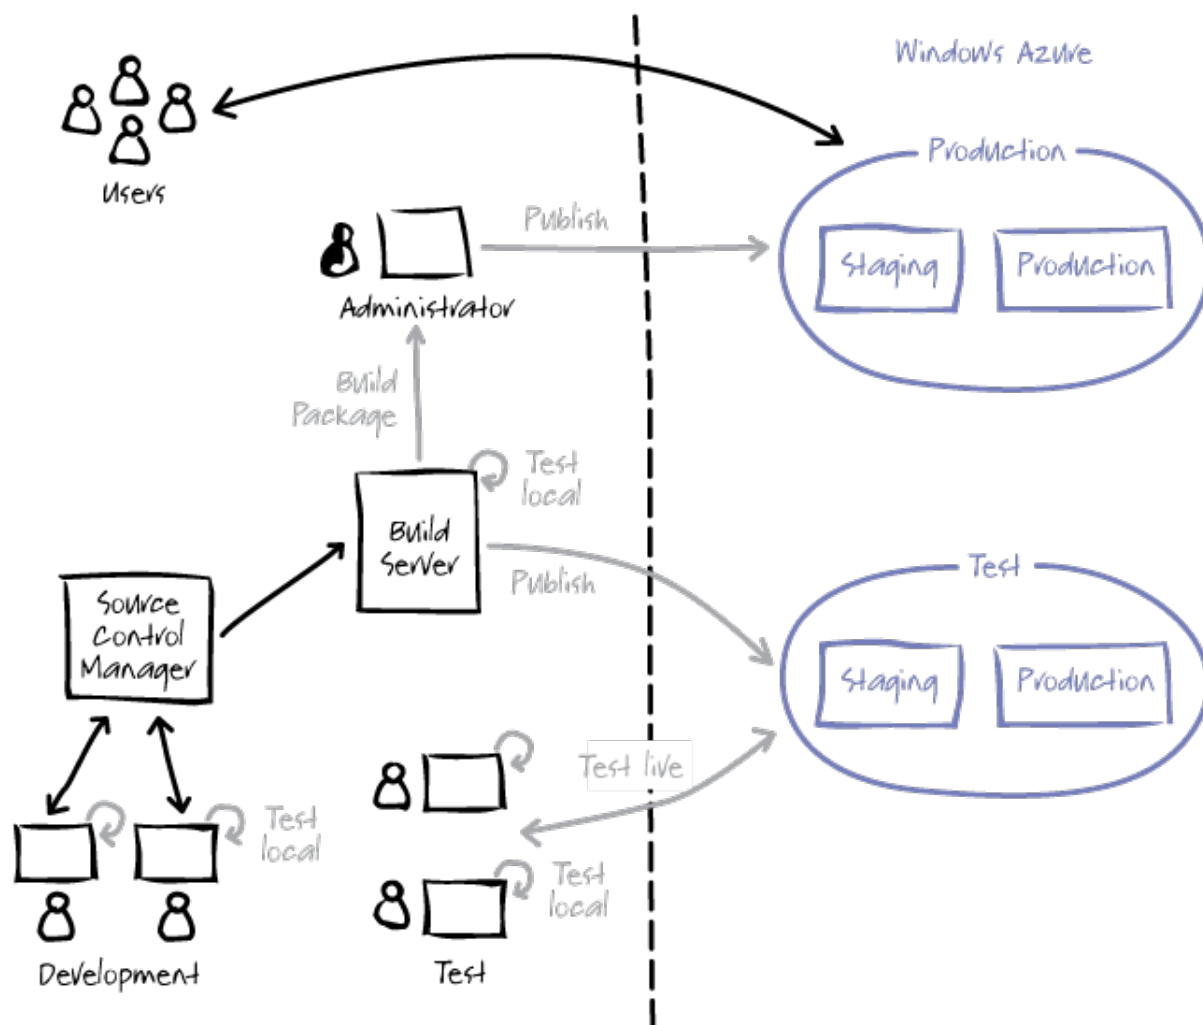 Windows Azure
Users
Production
Publish
Staging
Production
Administrator
Build
Package
Test
local
Build
Server
Publish
Test
Source
Control
Manager
Staging
Production
Test live
Test
local
Test
local
Development
Test